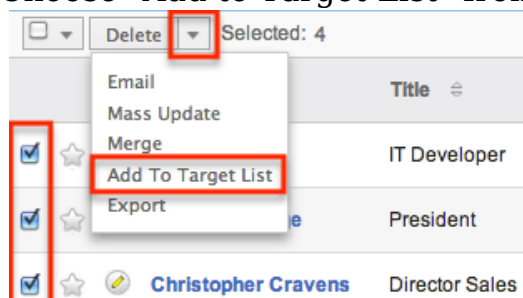 Choose "Add to Target List" from
Delete Selected: 4
Email
Mass Update
Title
Merge
IT Developer
Add To Target List
Export
President
Christopher Cravens Director Sales